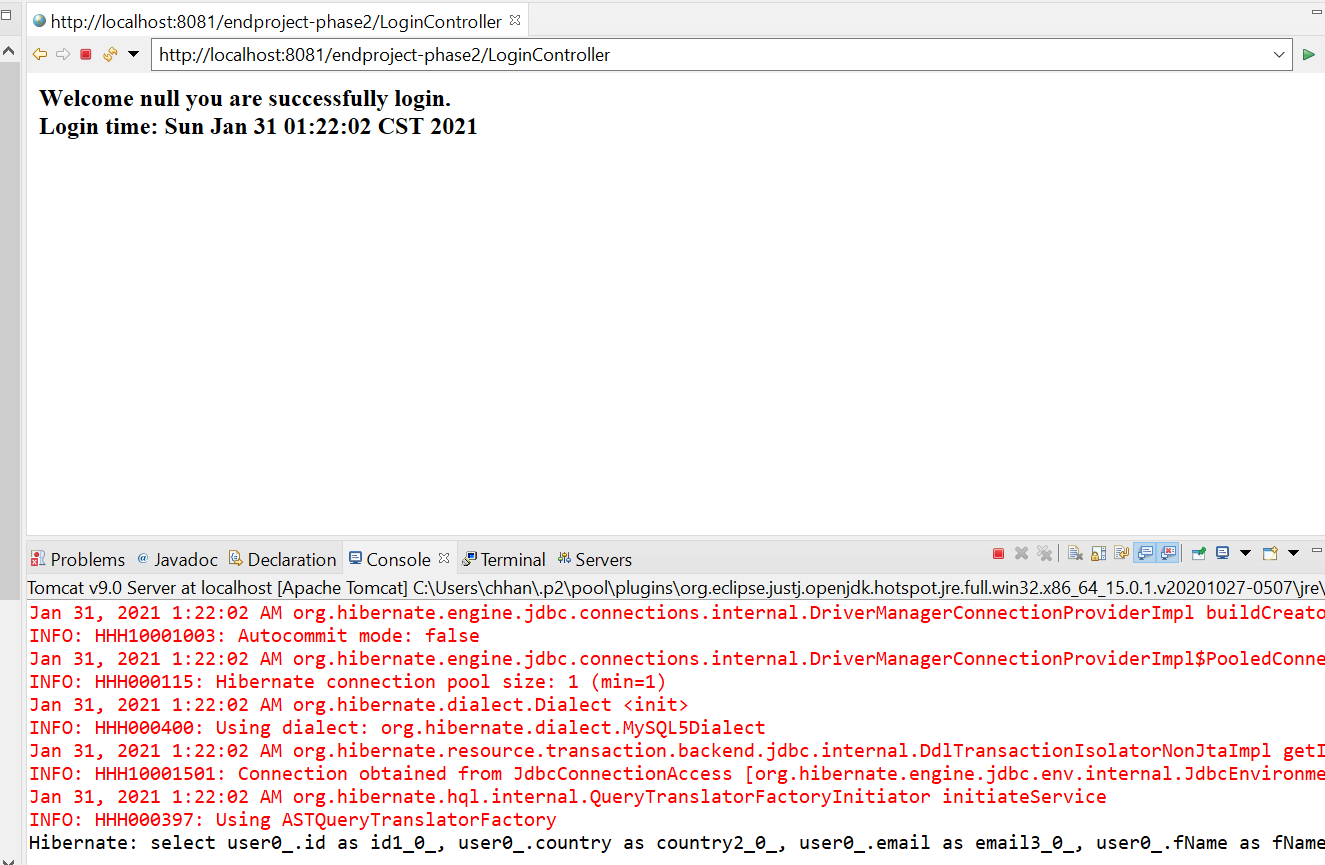 http://localhost:8081/endproject-phase2/LoginController
http://localhost:8081/endproject-phase2/LoginController
Welcome null you are successfully login.
Login time: Sun Jan 31 01:22:02 CST 2021
Problems @ Javadoc Declaration Console Terminal Servers
Tomcat v9.0 Server at localhost [Apache Tomcat] C:\Users\chhan\.p2\pool\plugins\org.eclipse.justj.openjdk.hotspot.jre.full.win32.x86_64_15.0.1.v20201027-0507\jre\
Jan 31, 2021 1:22:02 AM org.hibernate.engine.jdbc.connections.internal.DriverManagerConnectionProviderImpl buildCreato
INFO: HHH10001003: Autocommit mode: false
Jan 31, 2021 1:22:02 AM org.hibernate.engine.jdbc.connections.internal.DriverManagerConnectionProviderImpl$PooledConne
INFO: HHH000115: Hibernate connection pool size: 1 (min=1)
Jan 31, 2021 1:22:02 AM org.hibernate.dialect.Dialect <init>
INFO: HHH000400: Using dialect: org.hibernate.dialect.MySQL5Dialect
Jan 31, 2021 1:22:02 AM org.hibernate.resource.transaction.backend.jdbc.internal.DdlTransactionIsolatorNonJtaImpl getI
INFO: HHH10001501: Connection obtained from JdbcConnectionAccess [org.hibernate.engine.jdbc.env.internal.JdbcEnvironme
Jan 31, 2021 1:22:02 AM org.hibernate.hql.internal.QueryTranslatorFactoryInitiator initiateService
INFO: HHH000397: Using ASTQueryTranslatorFactory
Hibernate: select user0_.id as id1_0_, user0_.country as country2_0_, user0_.email as email3_0_, user0_.fName as fName